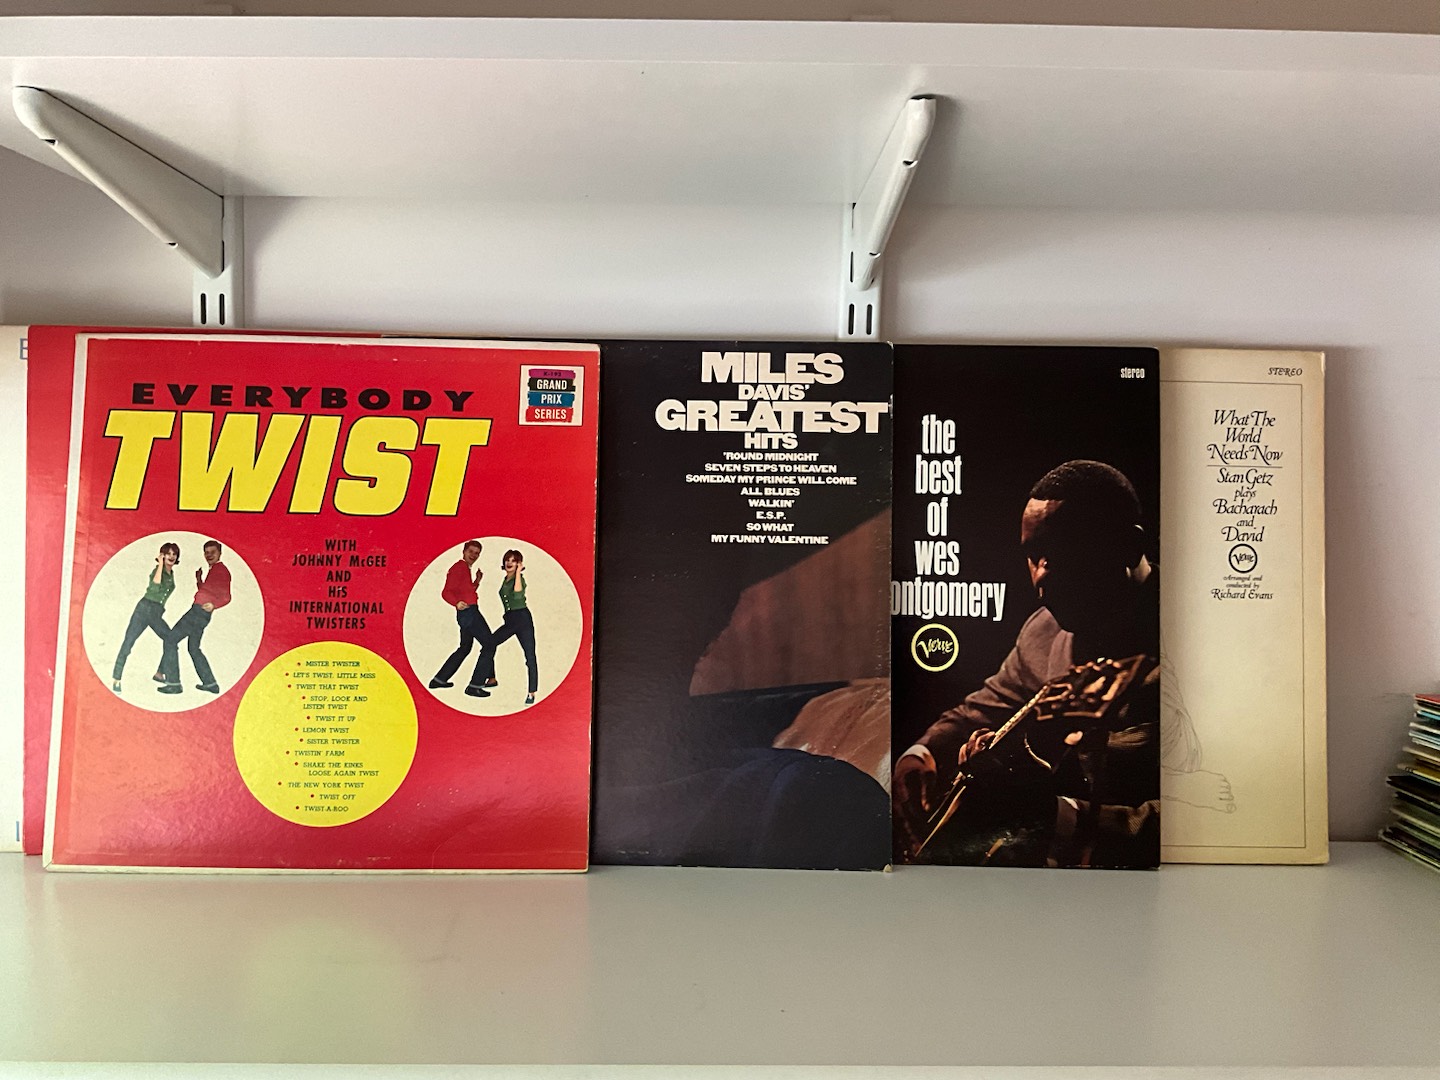 EVERYBODY
TWIST
GRAND
PRIX
SERIES
WITH
JOHNNY McGEE
AND
HiS
INTERNATIONAL
TWISTERS
• MISTER TWISTER
• LET'S TWIST, LITTLE MISS
• TWIST THAT TWIST
• STOP, LOOK AND
LISTEN TWIST
• TWIST IT UP
• LEMON TWIST
• SISTER TWISTER
• TWISTIN' FARM
• SHAKE THE KINKS
LOOSE AGAIN TWIST
• THE NEW YORK TWIST
• TWIST OFF
• TWIST-A-ROO
MILES
DAVIS'
GREATEST
HITS
'ROUND MIDNIGHT
SEVEN STEPS TO HEAVEN
SOMEDAY MY PRINCE WILL COME
ALL BLUES
WALKIN'
E.S.P.
SO WHAT
MY FUNNY VALENTINE
stereo
the
best
of
wes
ontgomery
Verve
STEREO
What The
World
Needs Now
Stan Getz
plays
Bacharach
and
David
Verve
Arranged and
conducted by
Richard Evans